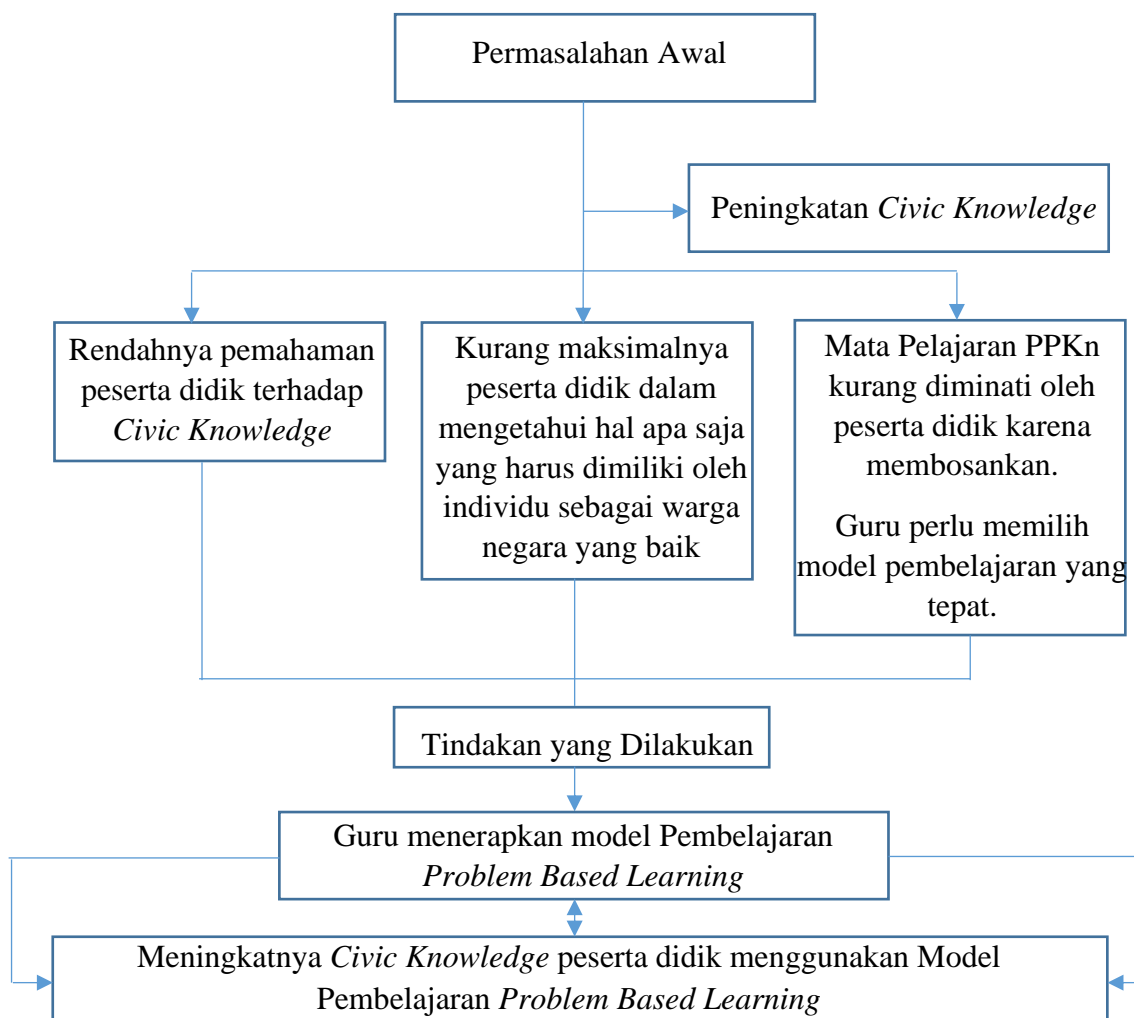 Permasalahan Awal
Peningkatan Civic Knowledge
Rendahnya pemahaman
peserta didik terhadap
Civic Knowledge
Kurang maksimalnya
peserta didik dalam
mengetahui hal apa saja
yang harus dimiliki oleh
individu sebagai warga
negara yang baik
Mata Pelajaran PPKn
kurang diminati oleh
peserta didik karena
membosankan.
Guru perlu memilih
model pembelajaran yang
tepat.
Tindakan yang Dilakukan
Guru menerapkan model Pembelajaran
Problem Based Learning
Meningkatnya Civic Knowledge peserta didik menggunakan Model
Pembelajaran Problem Based Learning